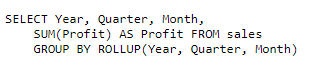 SELECT Year, Quarter, Month,
SUM(Profit) AS Profit FROM sales
GROUP BY ROLLUP(Year, Quarter, Month)